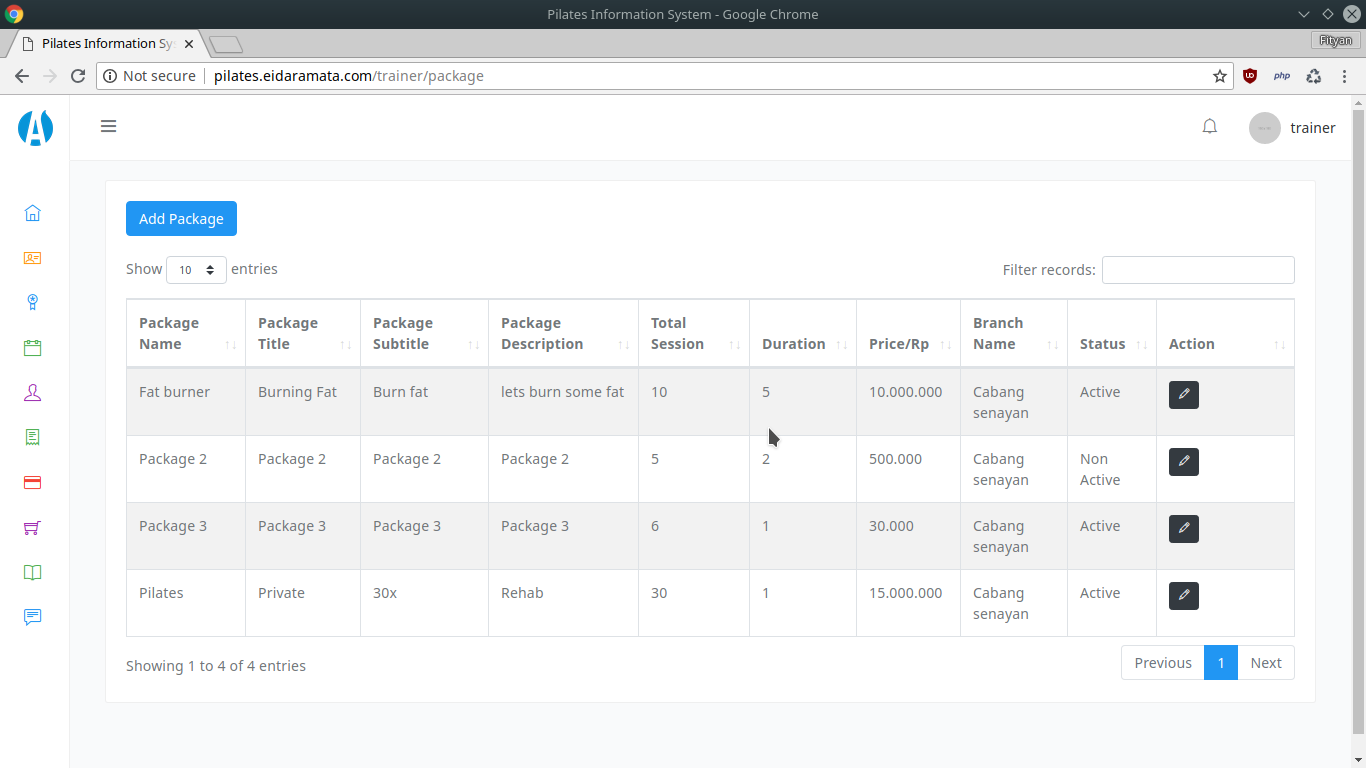 Pilates Information System - Google Chrome
Pilates Information Sy
Fityan
Not secure pilates.eidaramata.com/trainer/package
php
trainer
Add Package
Show 10 entries
Filter records:
Package Name Package Title Package Subtitle Package Description Total Session Duration Price/Rp Branch Name Status Action
Fat burner Burning Fat Burn fat lets burn some fat 10 5 10.000.000 Cabang senayan Active
Package 2 Package 2 Package 2 Package 2 5 2 500.000 Cabang senayan Non Active
Package 3 Package 3 Package 3 Package 3 6 1 30.000 Cabang senayan Active
Pilates Private 30x Rehab 30 1 15.000.000 Cabang senayan Active
Showing 1 to 4 of 4 entries
Previous 1 Next